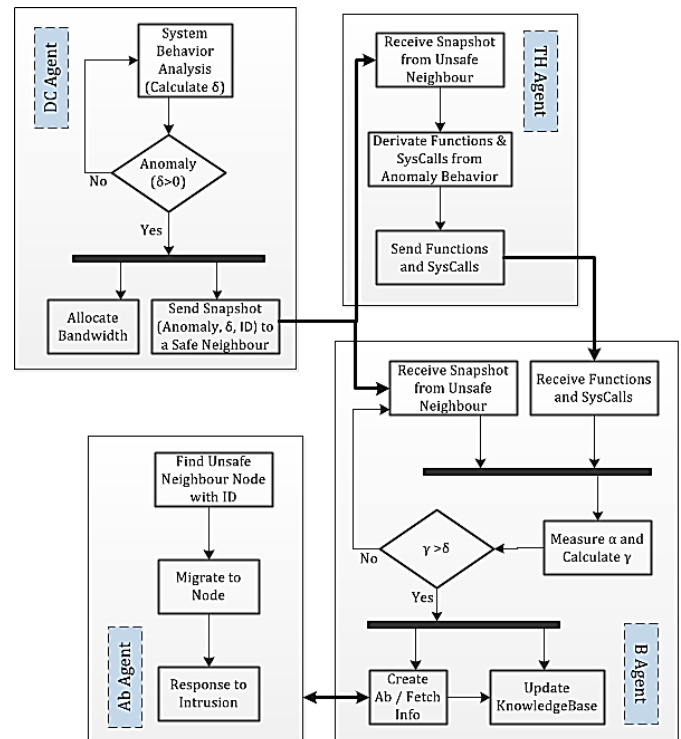 DC Agent
System
Behavior
Analysis
(Calculate δ)
Anomaly
(δ>0)
No
Yes
Allocate
Bandwidth
Send Snapshot
(Anomaly, δ, ID) to
a Safe Neighbour
TH Agent
Receive Snapshot
from Unsafe
Neighbour
Derivate Functions &
SysCalls from
Anomaly Behavior
Send Functions
and SysCalls
Receive Snapshot
from Unsafe
Neighbour
Receive Functions
and SysCalls
Measure α and
Calculate γ
γ >δ
No
Yes
Create
Ab / Fetch
Info
Update
KnowledgeBase
B Agent
Find Unsafe
Neighbour Node
with ID
Migrate to
Node
Response to
Intrusion
Ab Agent